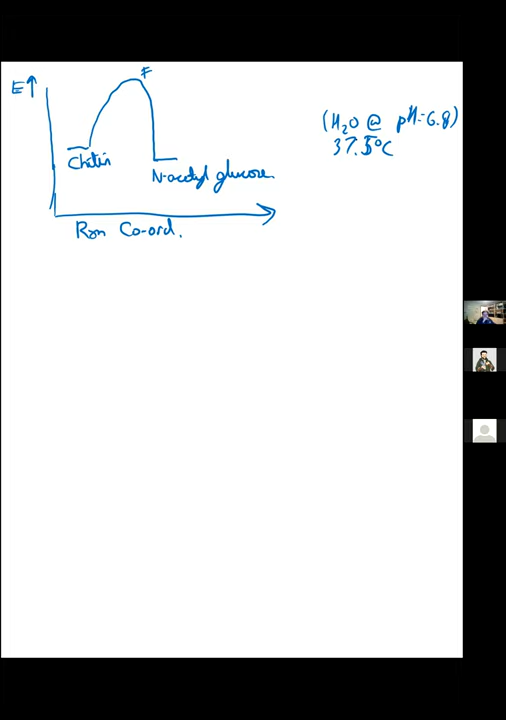 E↑
‡
(H₂O @ pH=6.8)
37.5°C
Chitin
N-acetyl glucose.
Rxn Co-ord.